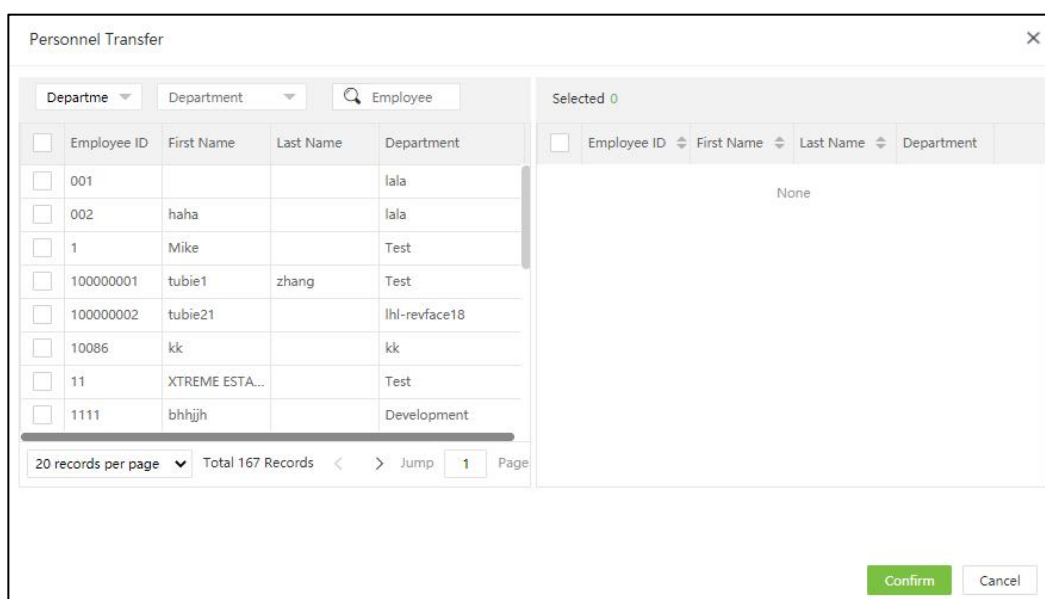 Personnel Transfer
Departme Department Employee
Selected 0
Employee ID First Name Last Name Department
001 lala
002 haha lala
1 Mike Test
100000001 tubie1 zhang Test
100000002 tubie21 lhl-revface18
10086 kk kk
11 XTREME ESTA... Test
1111 bhhjjh Development
20 records per page Total 167 Records < > Jump 1 Page
Employee ID First Name Last Name Department
None
Confirm Cancel